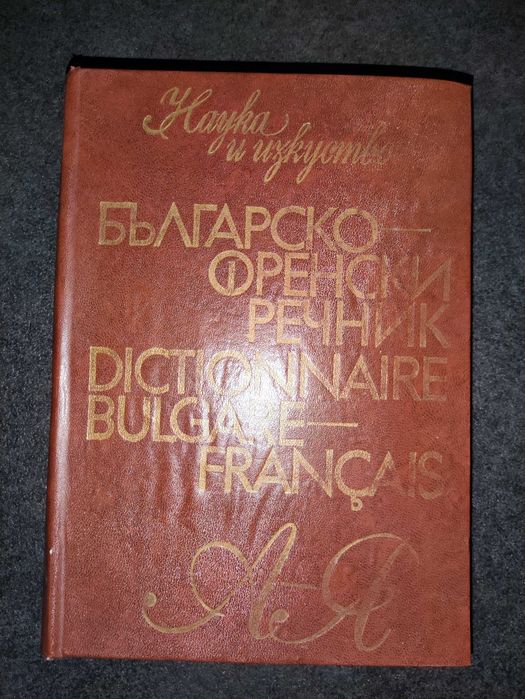 Наука
и изкуство
БЪЛГАРСКО—
ФРЕНСКИ
РЕЧНИК
DICTIONNAIRE
BULGARE—
FRANÇAIS
А-Я